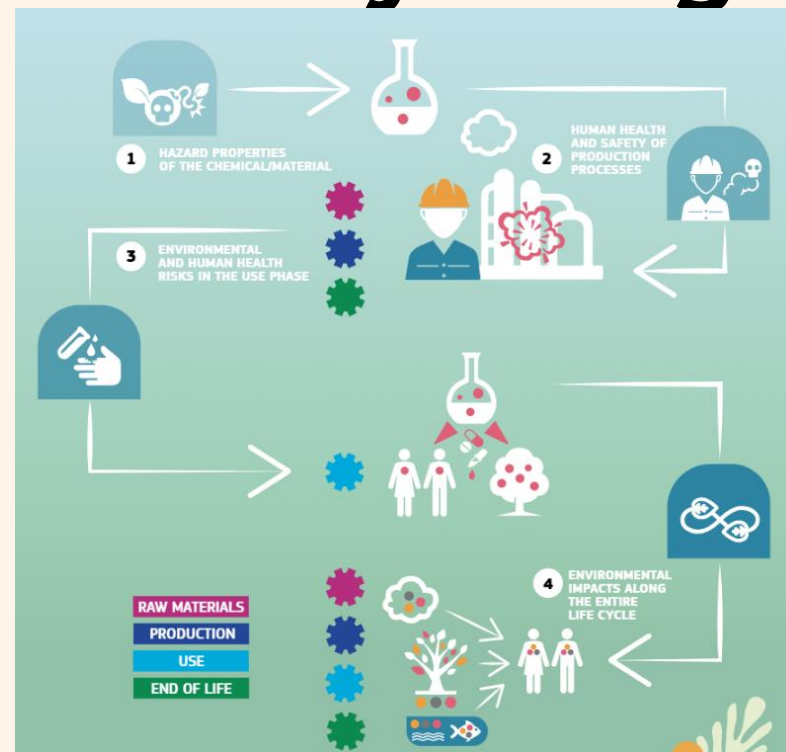 1
HAZARD PROPERTIES
OF THE CHEMICAL/MATERIAL
2
HUMAN HEALTH
AND SAFETY OF
PRODUCTION
PROCESSES
3
ENVIRONMENTAL
AND HUMAN HEALTH
RISKS IN THE USE PHASE
4
ENVIRONMENTAL
IMPACTS ALONG
THE ENTIRE
LIFE CYCLE
RAW MATERIALS
PRODUCTION
USE
END OF LIFE